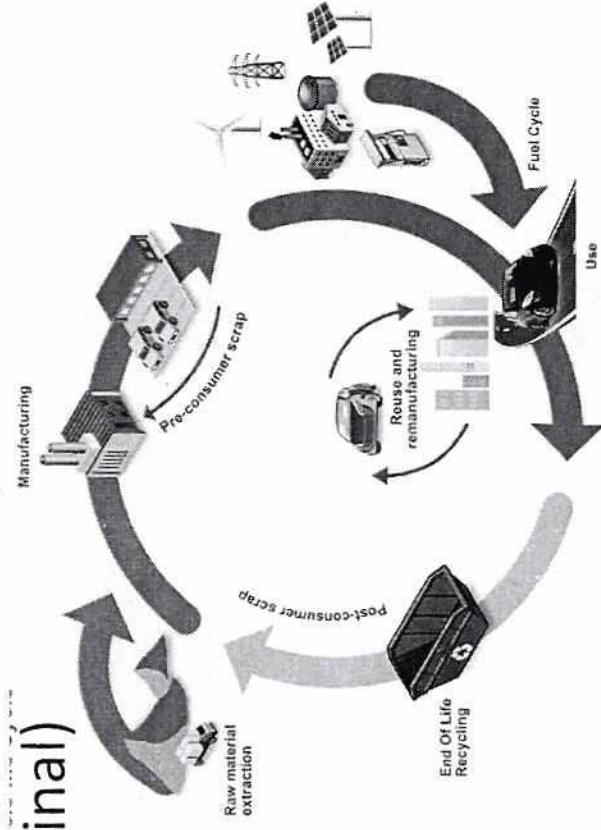 inal)
Raw material
extraction
Manufacturing
Pre-consumer scrap
Fuel Cycle
Use
Reuse and
remanufacturing
Post-consumer scrap
End Of Life
Recycling